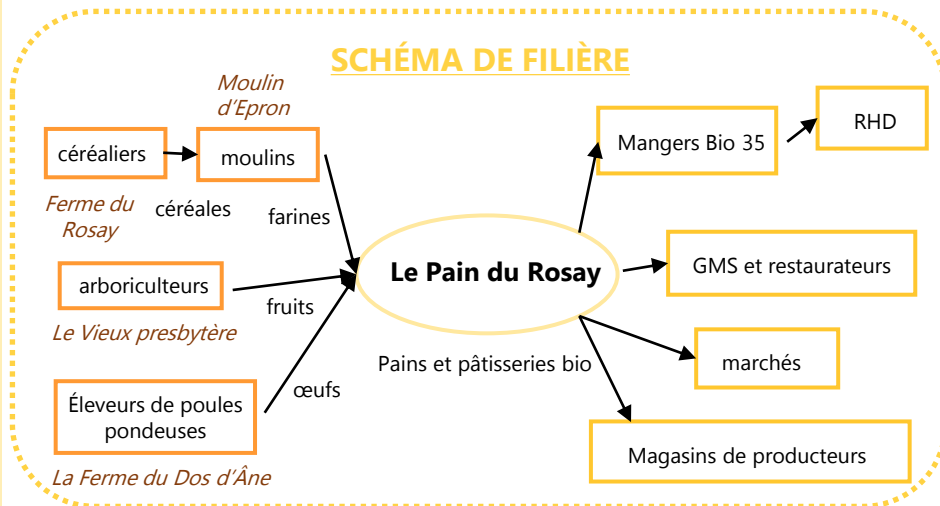 SCHÉMA DE FILIÈRE
Moulin
d'Epron
céréaliers
moulins
Ferme du
Rosay
céréales
farines
arboriculteurs
fruits
Le Vieux presbytère
Éleveurs de poules
pondeuses
œufs
La Ferme du Dos d'Âne
Le Pain du Rosay
Pains et pâtisseries bio
Mangers Bio 35
RHD
GMS et restaurateurs
marchés
Magasins de producteurs